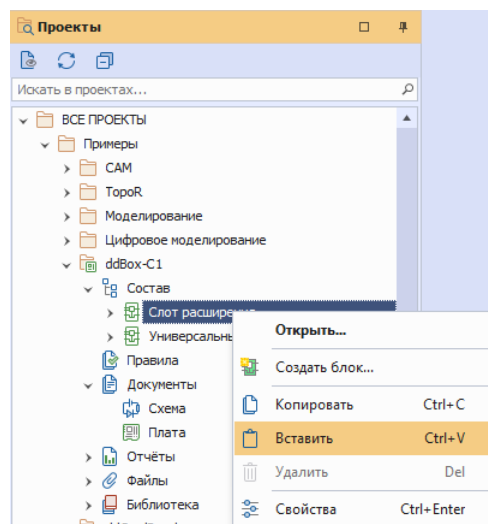 Проекты
Искать в проектах...
ВСЕ ПРОЕКТЫ
Примеры
CAM
TopoR
Моделирование
Цифровое моделирование
ddBox-C1
Состав
Слот расширения
Универсальны
Правила
Документы
Схема
Плата
Отчёты
Файлы
Библиотека
Открыть...
Создать блок...
Копировать Ctrl+C
Вставить Ctrl+V
Удалить Del
Свойства Ctrl+Enter